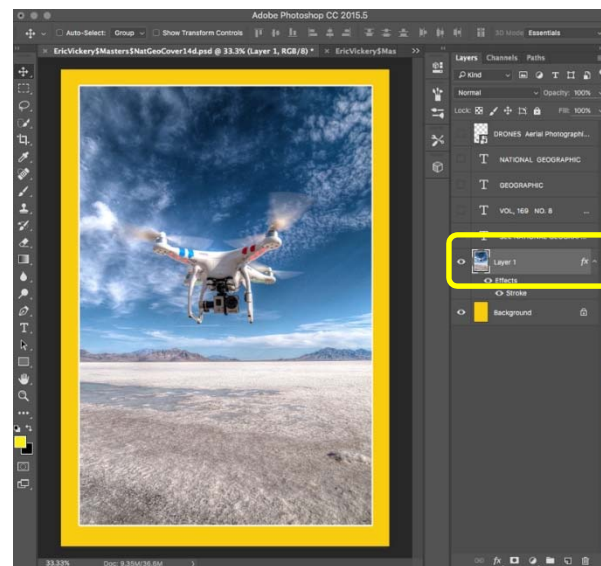 Adobe Photoshop CC 2015.5
Auto-Select: Group Show Transform Controls 3D Mode Essentials
× EricVickery$Masters$NatGeoCover14d.psd @ 33.3% (Layer 1, RGB/8) * × EricVickery$Mas >>
Layers Channels Paths
Kind
Normal Opacity: 100%
Lock: Fill: 100%
DRONES Aerial Photographi...
T NATIONAL GEOGRAPHIC
T GEOGRAPHIC
T VOL, 169 NO. 8 ...
Layer 1 fx
Effects
Stroke
Background
33.33% Doc: 9.35M/36.6M >